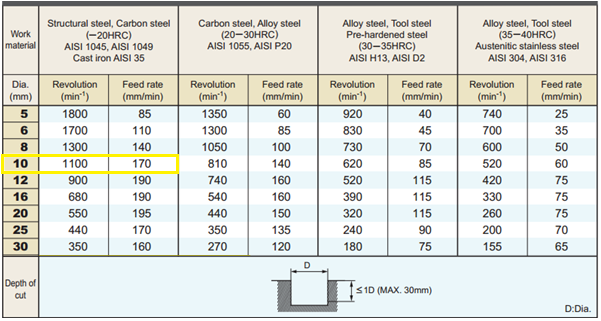 Work material
Structural steel, Carbon steel
(−20HRC)
AISI 1045, AISI 1049
Cast iron AISI 35
Carbon steel, Alloy steel
(20−30HRC)
AISI 1055, AISI P20
Alloy steel, Tool steel
Pre-hardened steel
(30−35HRC)
AISI H13, AISI D2
Alloy steel, Tool steel
(35−40HRC)
Austenitic stainless steel
AISI 304, AISI 316
Dia. (mm) Revolution (min-1) Feed rate (mm/min) Revolution (min-1) Feed rate (mm/min) Revolution (min-1) Feed rate (mm/min) Revolution (min-1) Feed rate (mm/min)
5 1800 85 1350 60 920 40 740 25
6 1700 110 1300 85 830 45 700 35
8 1300 140 1050 100 730 70 600 50
10 1100 170 810 140 620 85 520 60
12 900 190 740 160 520 115 420 75
16 680 190 540 160 390 115 330 75
20 550 195 440 150 320 115 260 75
25 440 170 350 135 240 90 200 70
30 350 160 270 120 180 75 155 65
Depth of cut
D
≤1D (MAX. 30mm)
D:Dia.